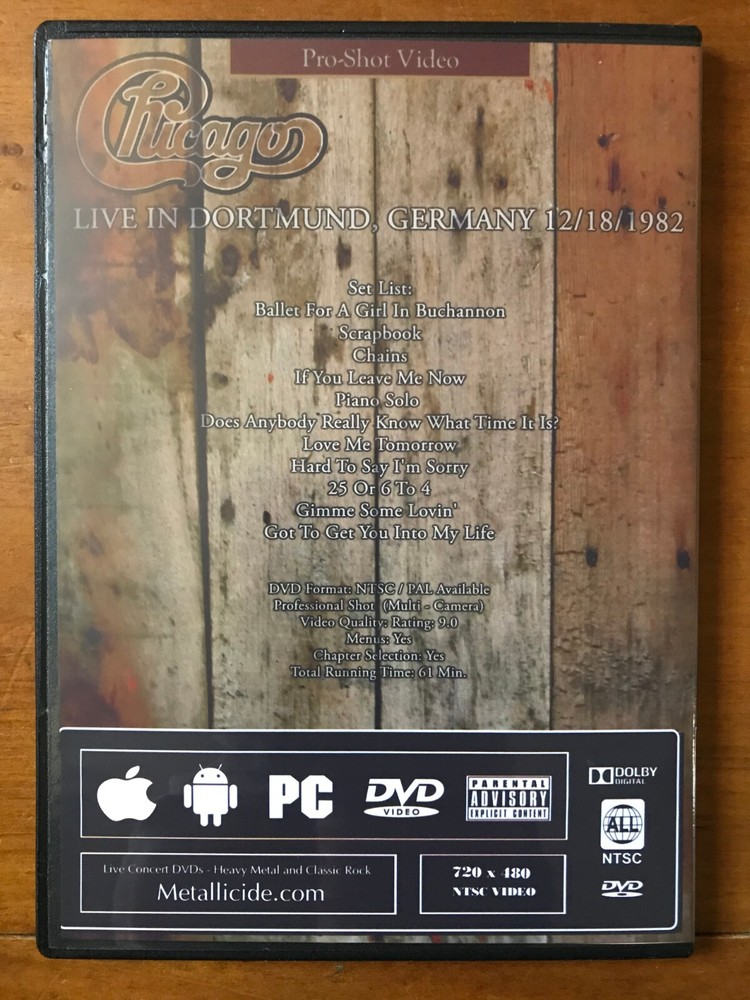 Pro-Shot Video
Chicago
LIVE IN DORTMUND, GERMANY 12/18/1982
Set List:
Ballet For A Girl In Buchannon
Scrapbook
Chains
If You Leave Me Now
Piano Solo
Does Anybody Really Know What Time It Is?
Love Me Tomorrow
Hard To Say I'm Sorry
25 Or 6 To 4
Gimme Some Lovin'
Got To Get You Into My Life
DVD Format: NTSC / PAL Available
Professional Shot (Multi - Camera)
Video Quality: Rating: 9.0
Menus: Yes
Chapter Selection: Yes
Total Running Time: 61 Min.
PC
DVD
VIDEO
PARENTAL
ADVISORY
EXPLICIT CONTENT
DOLBY
DIGITAL
ALL
NTSC
DVD
Live Concert DVDs - Heavy Metal and Classic Rock
Metallicide.com
720 x 480
NTSC VIDEO